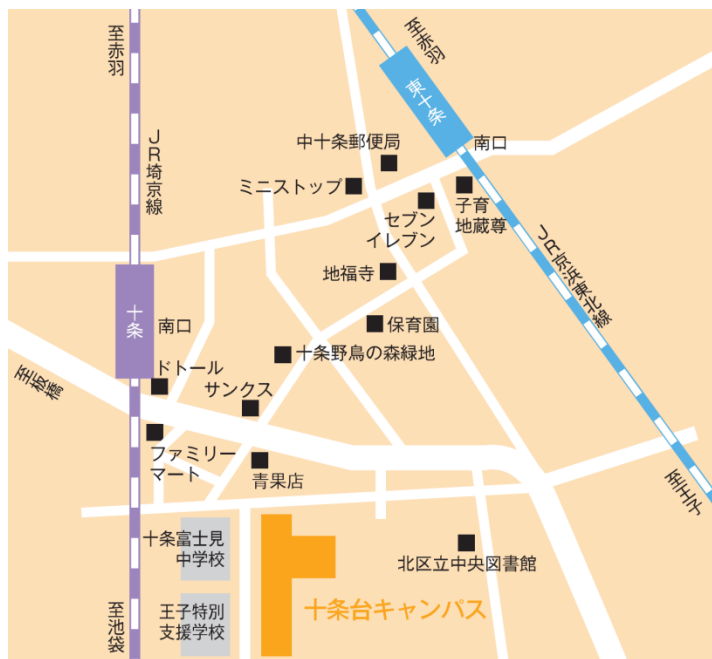 至赤羽
至赤羽
東十条
中十条郵便局
南口
JR埼京線
ミニストップ
セブン
イレブン
子育
地蔵尊
JR京浜東北線
地福寺
十条
南口
保育園
十条野鳥の森緑地
至板橋
ドトール
サンクス
ファミリー
マート
青果店
至王子
十条富士見
中学校
北区立中央図書館
王子特別
支援学校
十条台キャンパス
至池袋